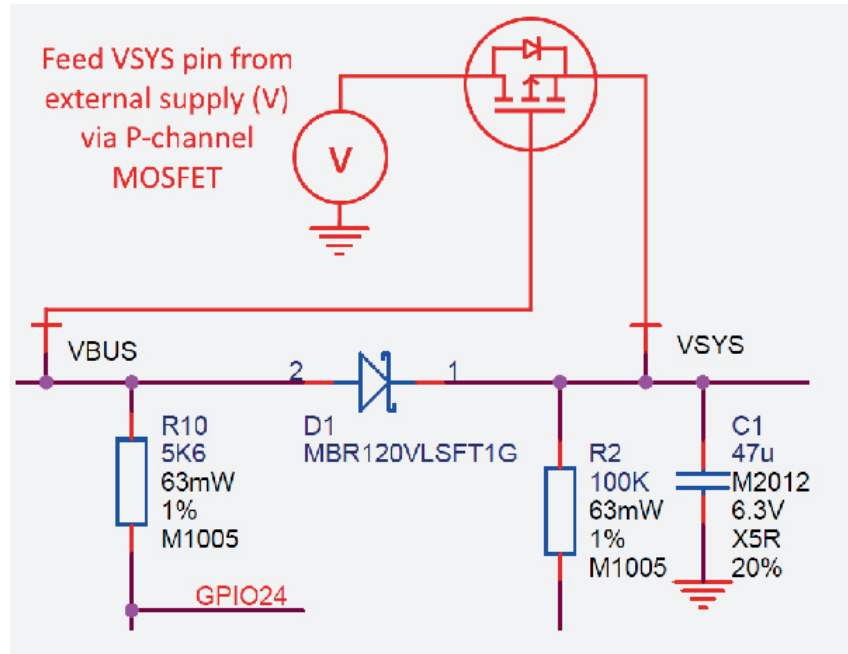 Feed VSYS pin from
external supply (V)
via P-channel
MOSFET
V
VBUS
VSYS
2
1
R10
5K6
63mW
1%
M1005
D1
MBR120VLSFT1G
R2
100K
63mW
1%
M1005
C1
47u
M2012
6.3V
X5R
20%
GPIO24